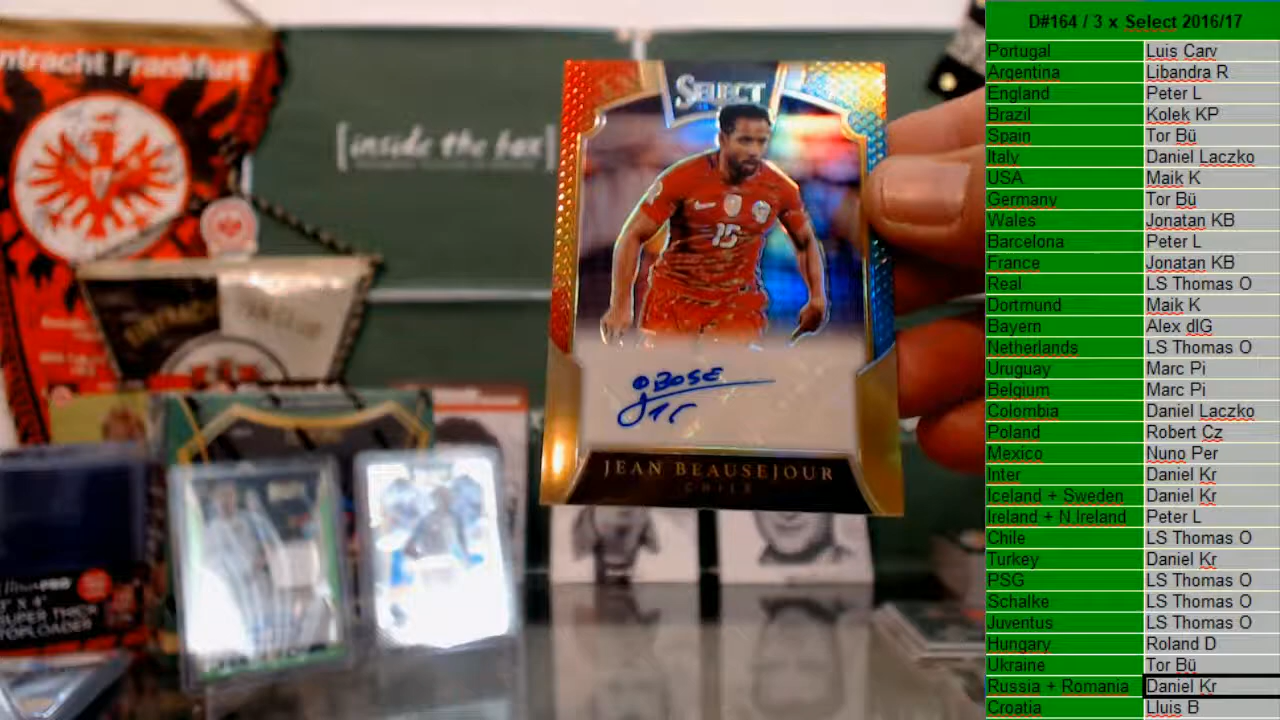 Eintracht Frankfurt
[inside the box]
SELECT
15
JEAN BEAUSEJOUR
CHILE
SUPER THICK
TOPLOADER
D#164 / 3 x Select 2016/17
Portugal Luis Carv
Argentina Libandra R
England Peter L
Brazil Kolek KP
Spain Tor Bü
Italy Daniel Laczko
USA Maik K
Germany Tor Bü
Wales Jonatan KB
Barcelona Peter L
France Jonatan KB
Real LS Thomas O
Dortmund Maik K
Bayern Alex dlG
Netherlands LS Thomas O
Uruguay Marc Pi
Belgium Marc Pi
Colombia Daniel Laczko
Poland Robert Cz
Mexico Nuno Per
Inter Daniel Kr
Iceland + Sweden Daniel Kr
Ireland + N.Ireland Peter L
Chile LS Thomas O
Turkey Daniel Kr
PSG LS Thomas O
Schalke LS Thomas O
Juventus LS Thomas O
Hungary Roland D
Ukraine Tor Bü
Russia + Romania Daniel Kr
Croatia Lluis B